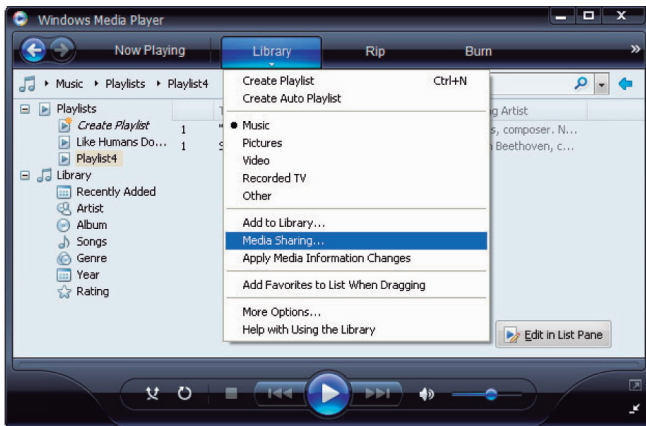 Windows Media Player
Now Playing Library Rip Burn »
Music Playlists Playlist4
Create Playlist Ctrl+N
Create Auto Playlist
Music
Pictures
Video
Recorded TV
Other
Add to Library...
Media Sharing...
Apply Media Information Changes
Add Favorites to List When Dragging
More Options...
Help with Using the Library
Playlists
Create Playlist
Like Humans Do...
Playlist4
Library
Recently Added
Artist
Album
Songs
Genre
Year
Rating
1
1
Artist
s, composer. N...
Beethoven, c...
Edit in List Pane